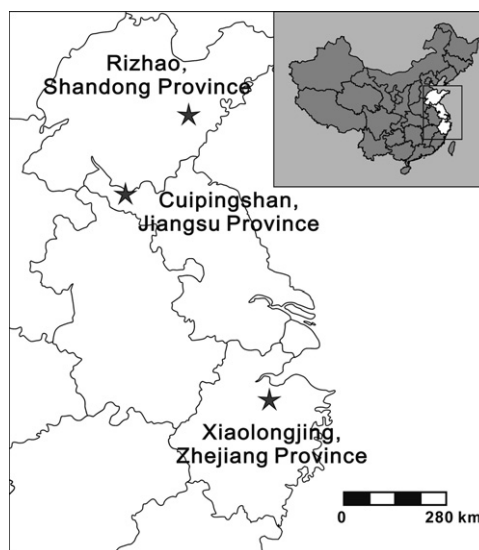 Rizhao,
Shandong Province
Cuipingshan,
Jiangsu Province
Xiaolongjing,
Zhejiang Province
0 280 km